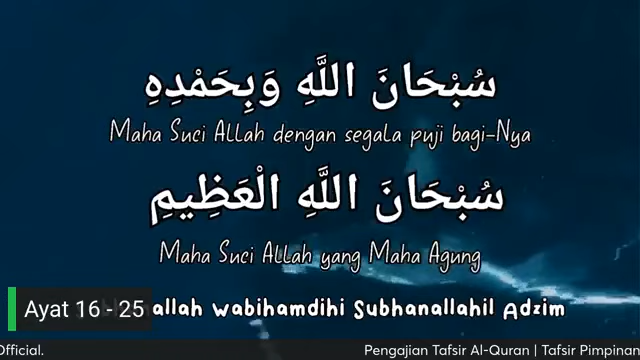 سُبْحَانَ اللَّهِ وَبِحَمْدِهِ
Maha Suci Allah dengan segala puji bagi-Nya
سُبْحَانَ اللَّهِ الْعَظِيمِ
Maha Suci Allah yang Maha Agung
wabihamdihi Subhanallahil Adzim
Ayat 16 - 25
Official.
Pengajian Tafsir Al-Quran | Tafsir Pimpinan